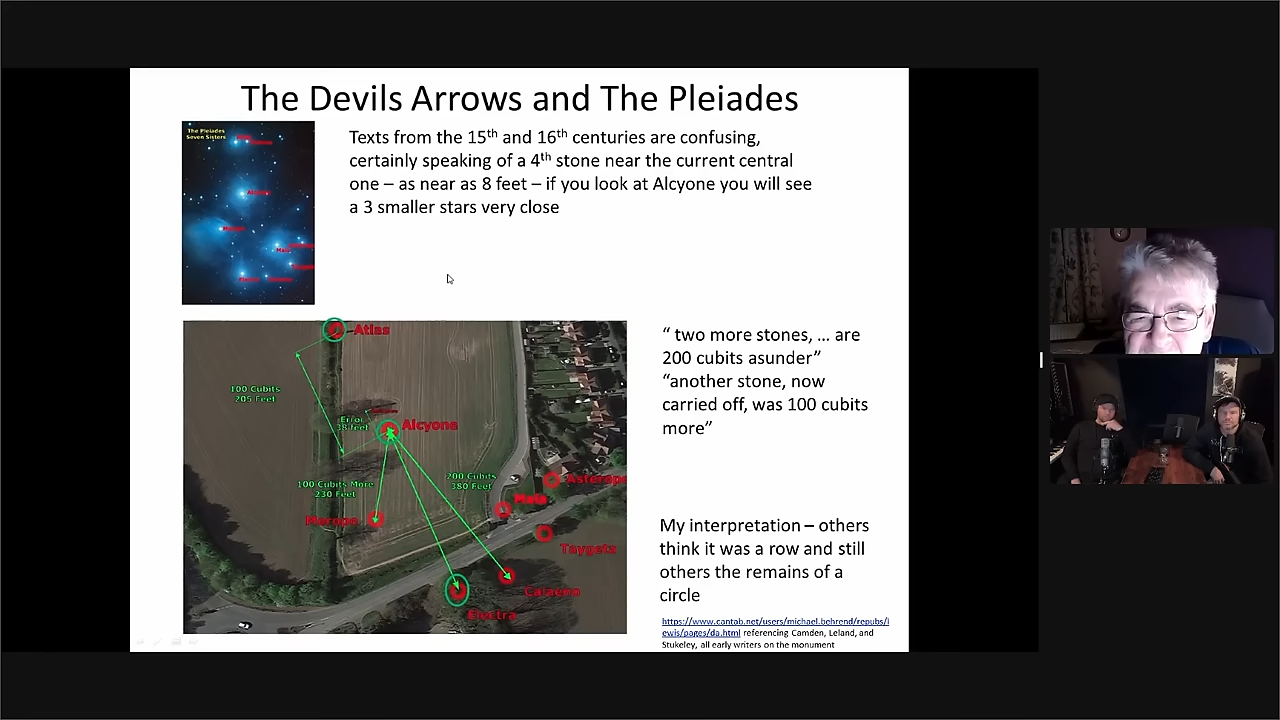 The Devils Arrows and The Pleiades
The Pleiades
Seven Sisters
Texts from the 15th and 16th centuries are confusing,
certainly speaking of a 4th stone near the current central
one – as near as 8 feet – if you look at Alcyone you will see
a 3 smaller stars very close
Atlas
100 Cubits
205 Feet
Error
38 feet
Alcyone
100 Cubits More
230 Feet
200 Cubits
380 Feet
Asterope
Maia
Merope
Taygeta
Electra
“ two more stones, ... are
200 cubits asunder”
“another stone, now
carried off, was 100 cubits
more”
My interpretation – others
think it was a row and still
others the remains of a
circle
https://www.cantab.net/users/michael.behrend/repubs/l
ewis/pages/da.html referencing Camden, Leland, and
Stukeley, all early writers on the monument